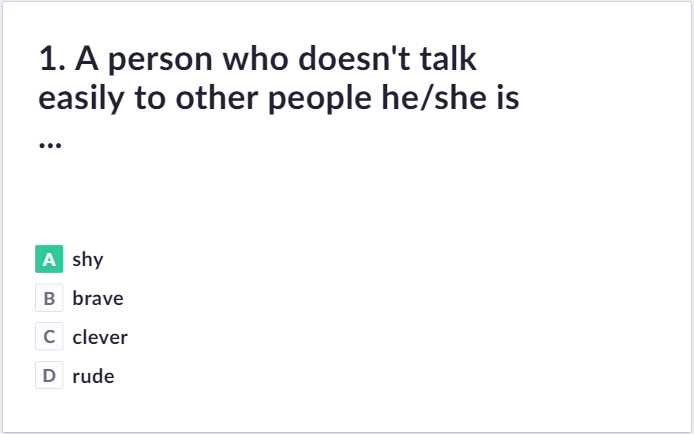 1. A person who doesn't talk
easily to other people he/she is
...
A shy
B brave
C clever
D rude